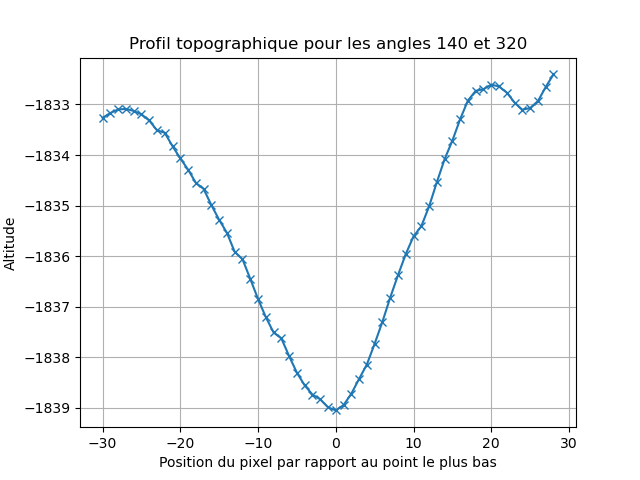 Profil topographique pour les angles 140 et 320
Altitude
−1833
−1834
−1835
−1836
−1837
−1838
−1839
−30 −20 −10 0 10 20 30
Position du pixel par rapport au point le plus bas